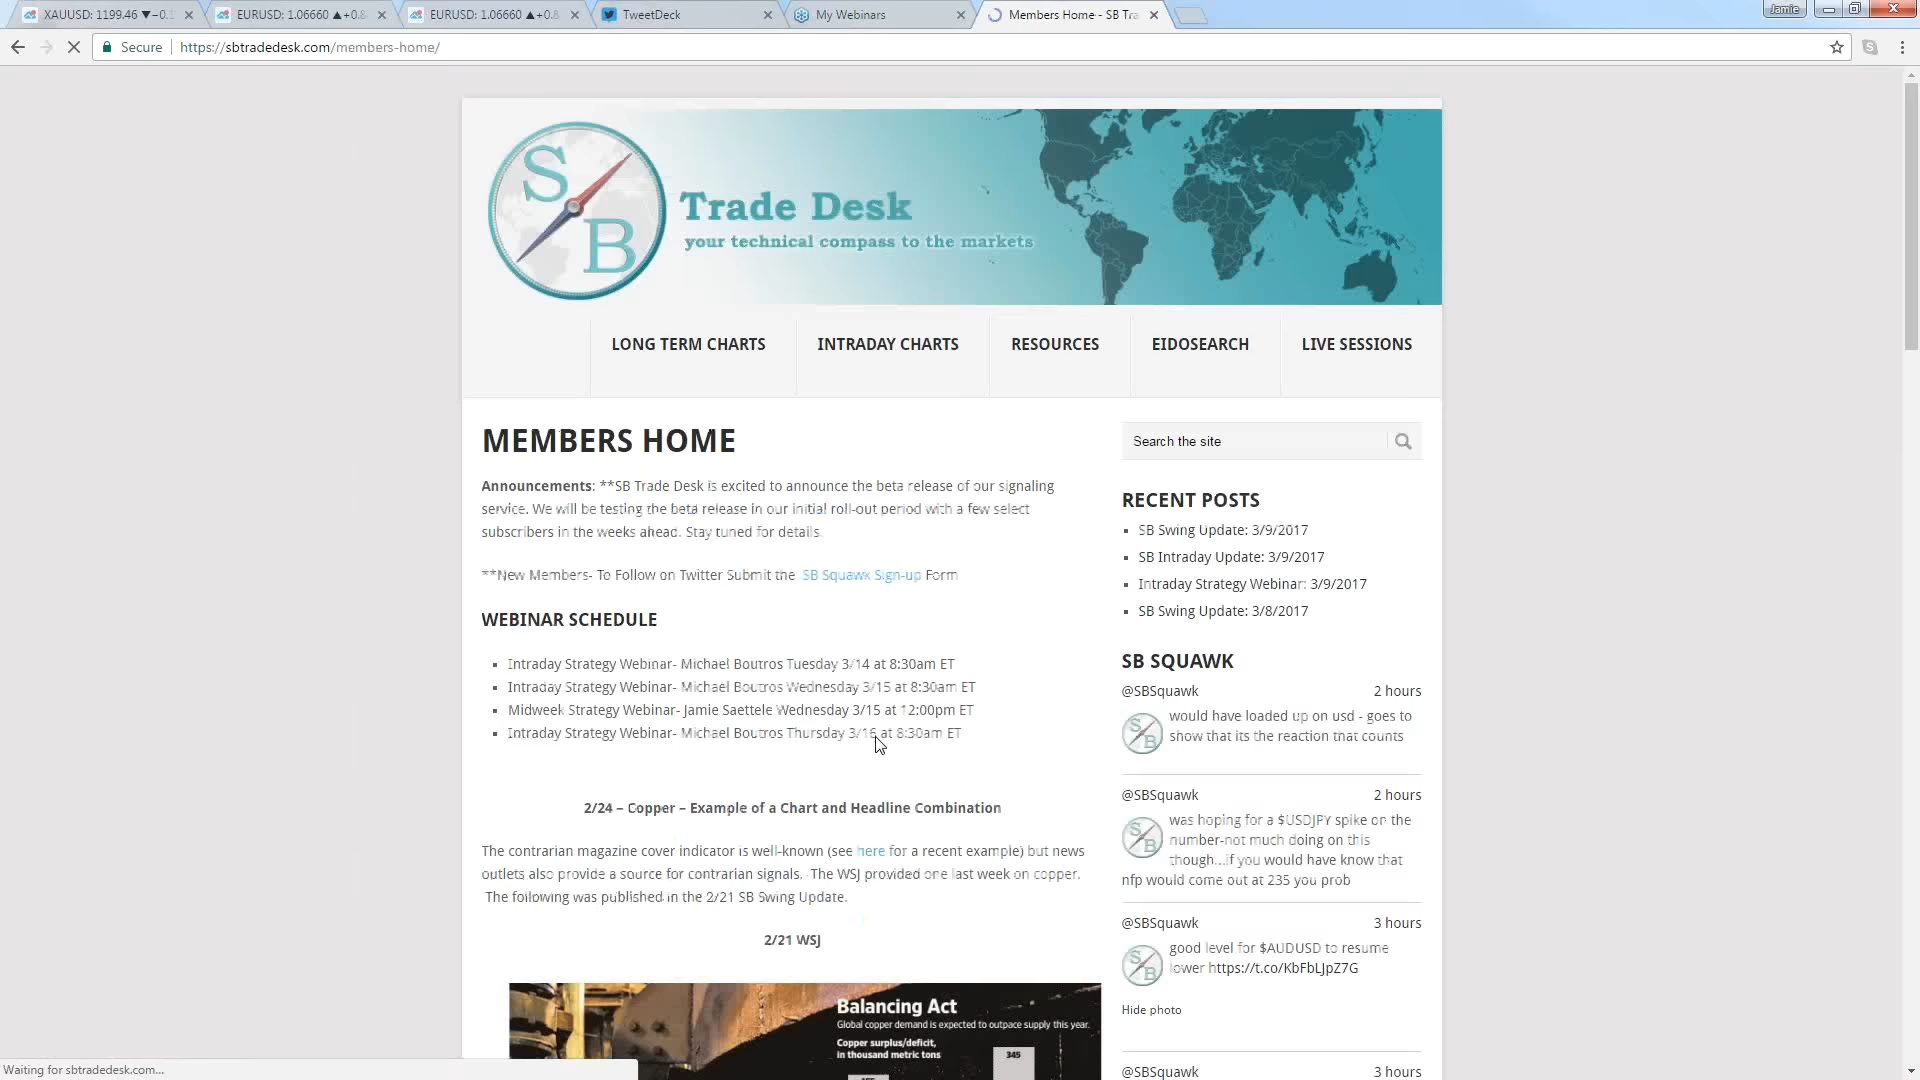 XAUUSD: 1199.46 ▼−0.1
EURUSD: 1.06660 ▲+0.8
EURUSD: 1.06660 ▲+0.8
TweetDeck
My Webinars
Members Home - SB Tra
Jamie
Secure
https://sbtradedesk.com/members-home/
S
B
Trade Desk
your technical compass to the markets
LONG TERM CHARTS
INTRADAY CHARTS
RESOURCES
EIDOSEARCH
LIVE SESSIONS
MEMBERS HOME
Announcements: **SB Trade Desk is excited to announce the beta release of our signaling
service. We will be testing the beta release in our initial roll-out period with a few select
subscribers in the weeks ahead. Stay tuned for details.
**New Members- To Follow on Twitter Submit the SB Squawk Sign-up Form
WEBINAR SCHEDULE
Intraday Strategy Webinar- Michael Boutros Tuesday 3/14 at 8:30am ET
Intraday Strategy Webinar- Michael Boutros Wednesday 3/15 at 8:30am ET
Midweek Strategy Webinar- Jamie Saettele Wednesday 3/15 at 12:00pm ET
Intraday Strategy Webinar- Michael Boutros Thursday 3/16 at 8:30am ET
2/24 – Copper – Example of a Chart and Headline Combination
The contrarian magazine cover indicator is well-known (see here for a recent example) but news
outlets also provide a source for contrarian signals. The WSJ provided one last week on copper.
The following was published in the 2/21 SB Swing Update.
2/21 WSJ
Balancing Act
Global copper demand is expected to outpace supply this year.
Copper surplus/deficit,
in thousand metric tons
345
Search the site
RECENT POSTS
SB Swing Update: 3/9/2017
SB Intraday Update: 3/9/2017
Intraday Strategy Webinar: 3/9/2017
SB Swing Update: 3/8/2017
SB SQUAWK
@SBSquawk 2 hours
would have loaded up on usd - goes to
show that its the reaction that counts
@SBSquawk 2 hours
was hoping for a $USDJPY spike on the
number-not much doing on this
though...if you would have know that
nfp would come out at 235 you prob
@SBSquawk 3 hours
good level for $AUDUSD to resume
lower https://t.co/KbFbLJpZ7G
Hide photo
@SBSquawk 3 hours
Waiting for sbtradedesk.com...